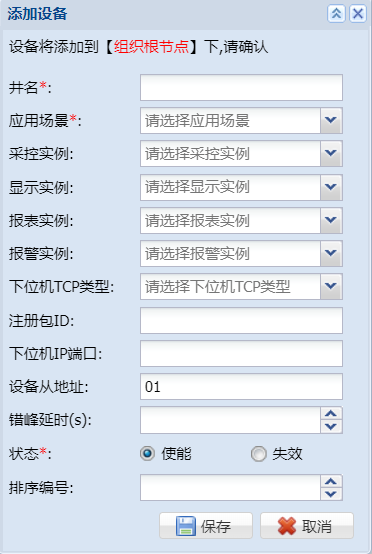 添加设备
设备将添加到【组织根节点】下,请确认
井名*:
应用场景*: 请选择应用场景
采控实例: 请选择采控实例
显示实例: 请选择显示实例
报表实例: 请选择报表实例
报警实例: 请选择报警实例
下位机TCP类型: 请选择下位机TCP类型
注册包ID:
下位机IP端口:
设备从地址: 01
错峰延时(s):
状态*: 使能 失效
排序编号:
保存 取消